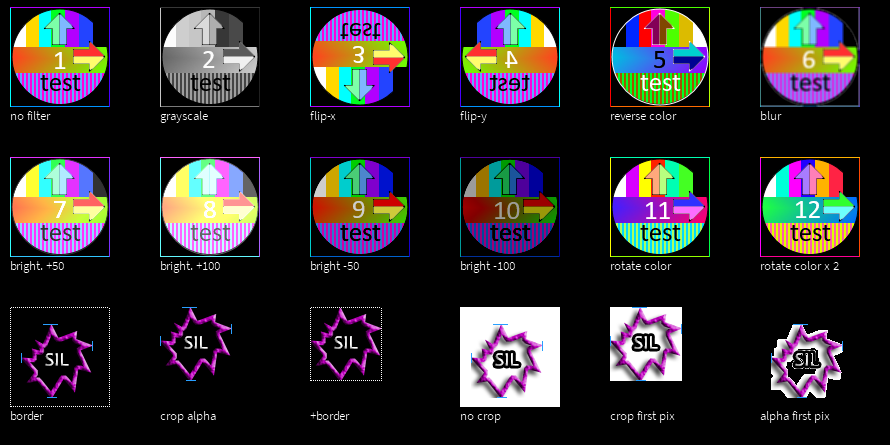 1 2 3 4 5 6
test test test test test test
no filter grayscale flip-x flip-y reverse color blur
7 8 9 10 11 12
test test test test test test
bright. +50 bright. +100 bright -50 bright -100 rotate color rotate color x 2
SIL SIL SIL SIL SIL SIL
border crop alpha +border no crop crop first pix alpha first pix